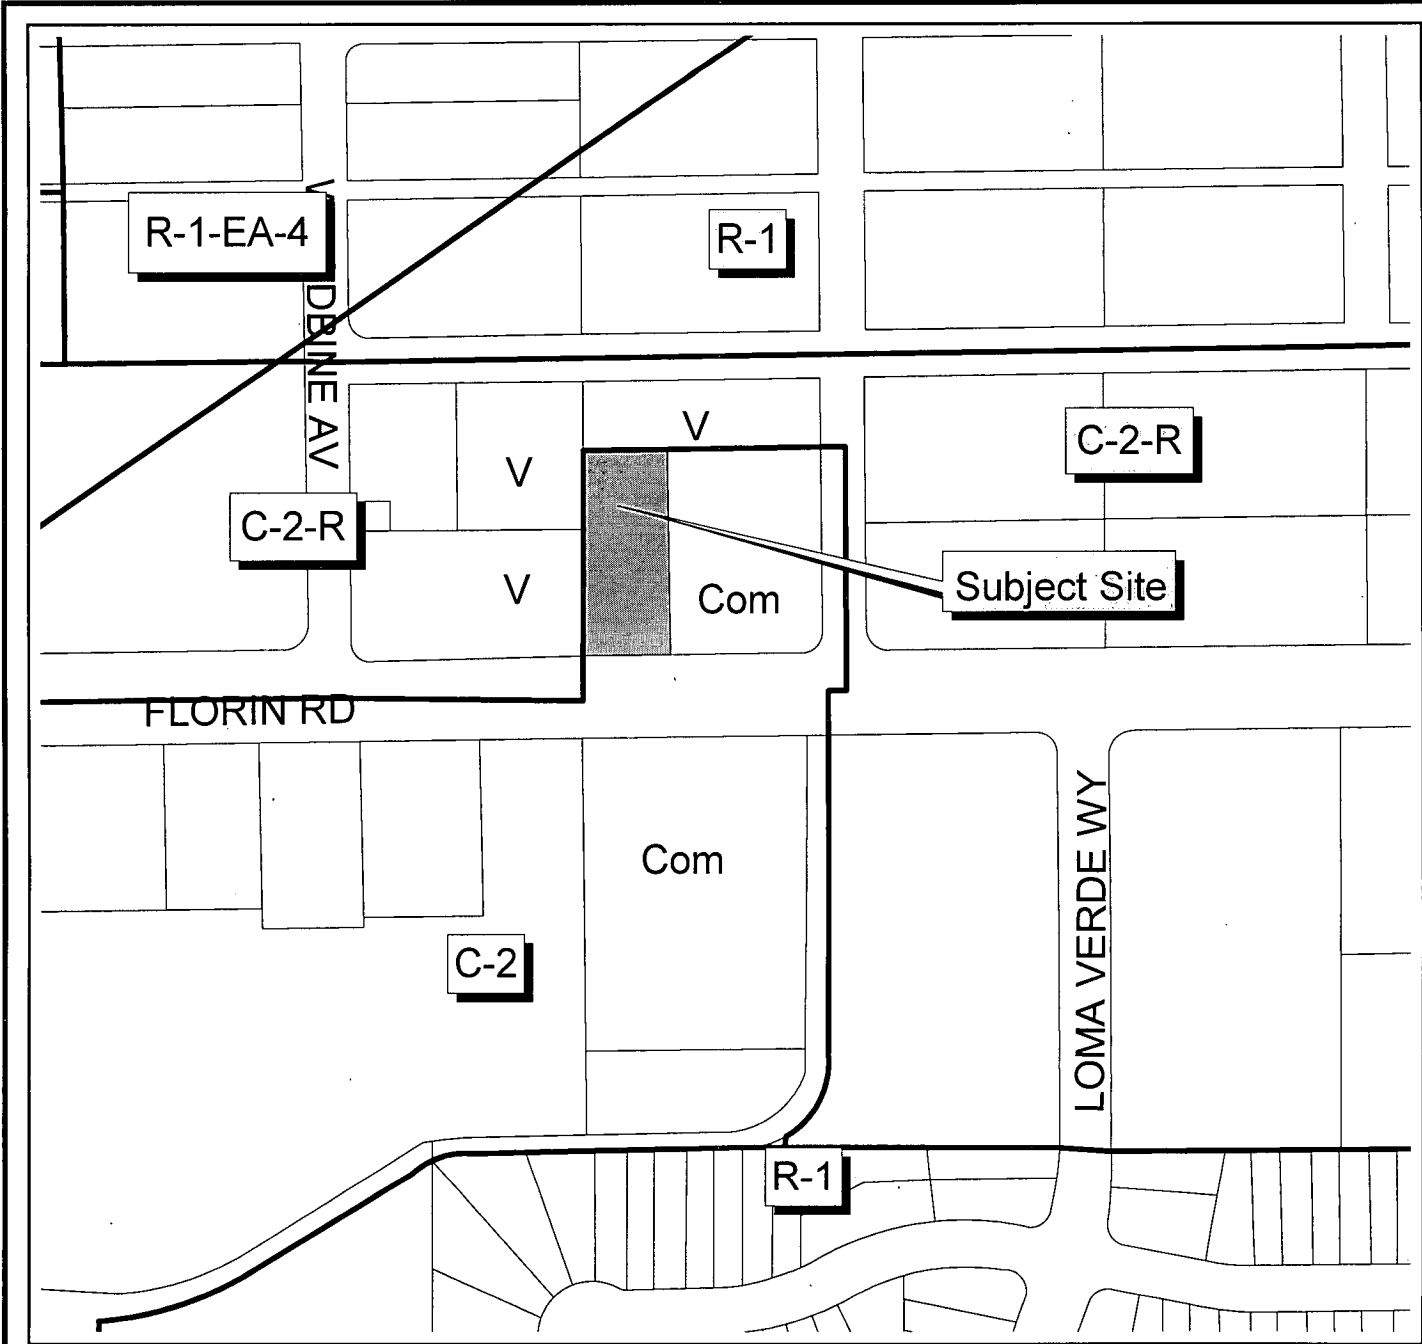 R-1-EA-4
R-1
DBINE AV
V
C-2-R
V
C-2-R
V
Com
Subject Site
FLORIN RD
Com
LOMA VERDE WY
C-2
R-1